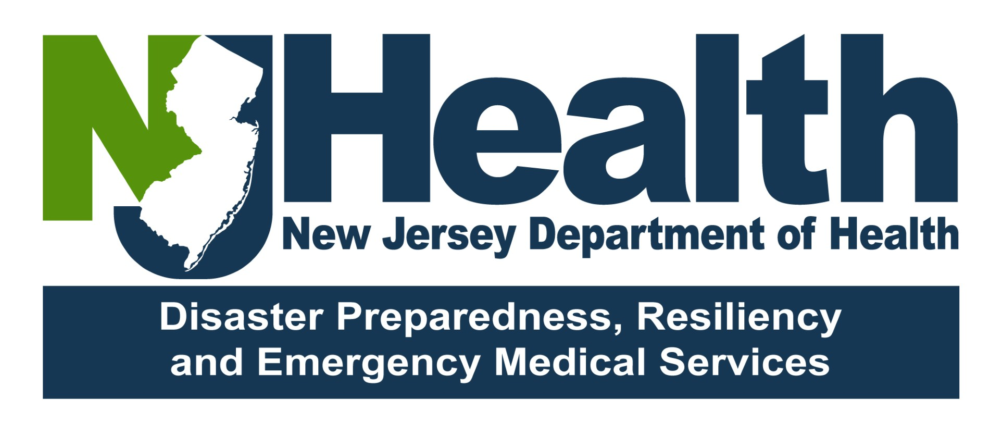 NJHealth
New Jersey Department of Health
Disaster Preparedness, Resiliency
and Emergency Medical Services